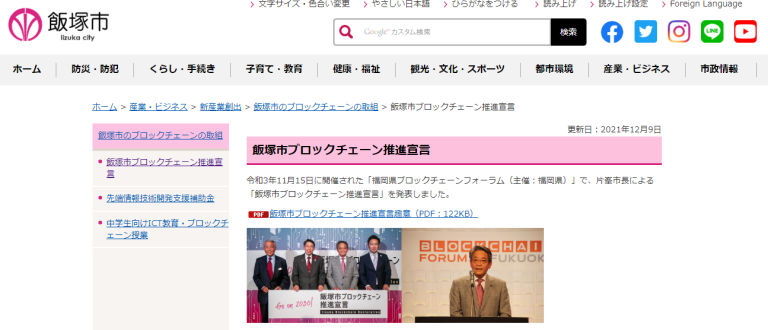 文字サイズ・色合い変更
やさしい日本語
ひらがなをつける
読み上げ
読み上げ設定
Foreign Language
飯塚市
Iizuka city
Google カスタム検索
検索
LINE
ホーム
防災・防犯
くらし・手続き
子育て・教育
健康・福祉
観光・文化・スポーツ
都市環境
産業・ビジネス
市政情報
ホーム > 産業・ビジネス > 新産業創出 > 飯塚市のブロックチェーンの取組 > 飯塚市ブロックチェーン推進宣言
飯塚市のブロックチェーンの取組
飯塚市ブロックチェーン推進宣
言
先端情報技術開発支援補助金
中学生向けICT教育・ブロックチ
ェーン授業
更新日：2021年12月9日
飯塚市ブロックチェーン推進宣言
令和3年11月15日に開催された「福岡県ブロックチェーンフォーラム（主催：福岡県）」で、片峯市長による
「飯塚市ブロックチェーン推進宣言」を発表しました。
PDF 飯塚市ブロックチェーン推進宣言趣意（PDF：122KB）
Go on 2030!
飯塚市ブロックチェーン
推進宣言
Iizuka Blockchain Declaration
BLOCKCHAI
FORUM
FUKUOK